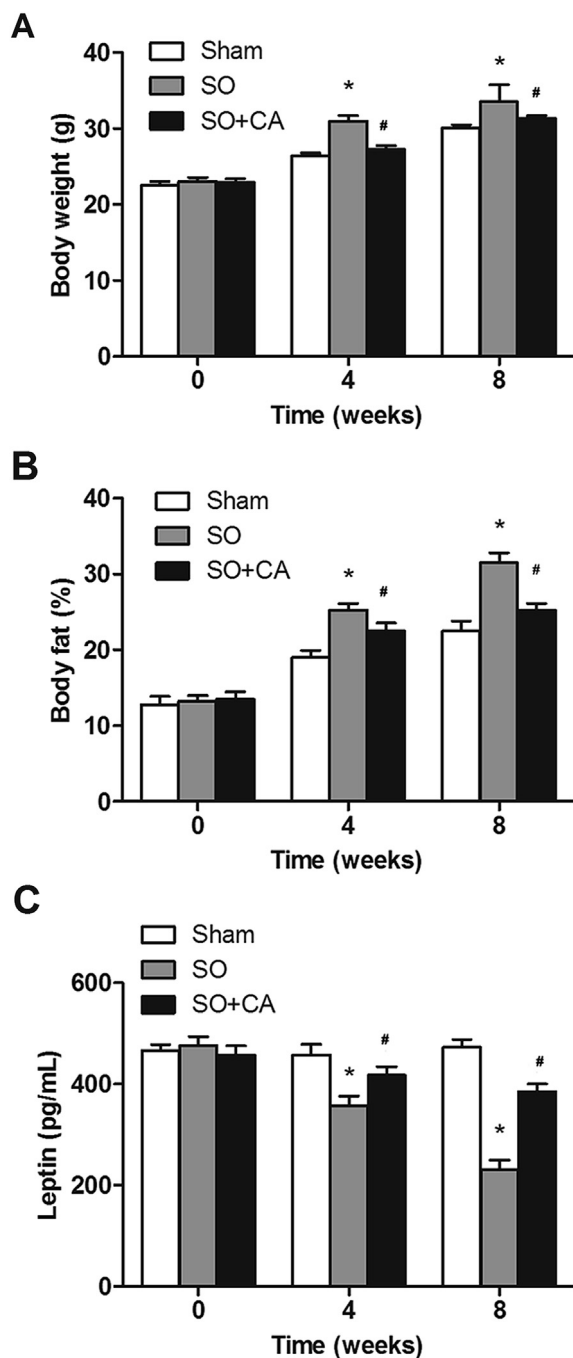 A
Sham
SO
SO+CA
Body weight (g)
40
30
20
10
0
* # * #
0 4 8
Time (weeks)
B
Sham
SO
SO+CA
Body fat (%)
40
30
20
10
0
* # * #
0 4 8
Time (weeks)
C
Sham
SO
SO+CA
Leptin (pg/mL)
600
400
200
0
* # * #
0 4 8
Time (weeks)